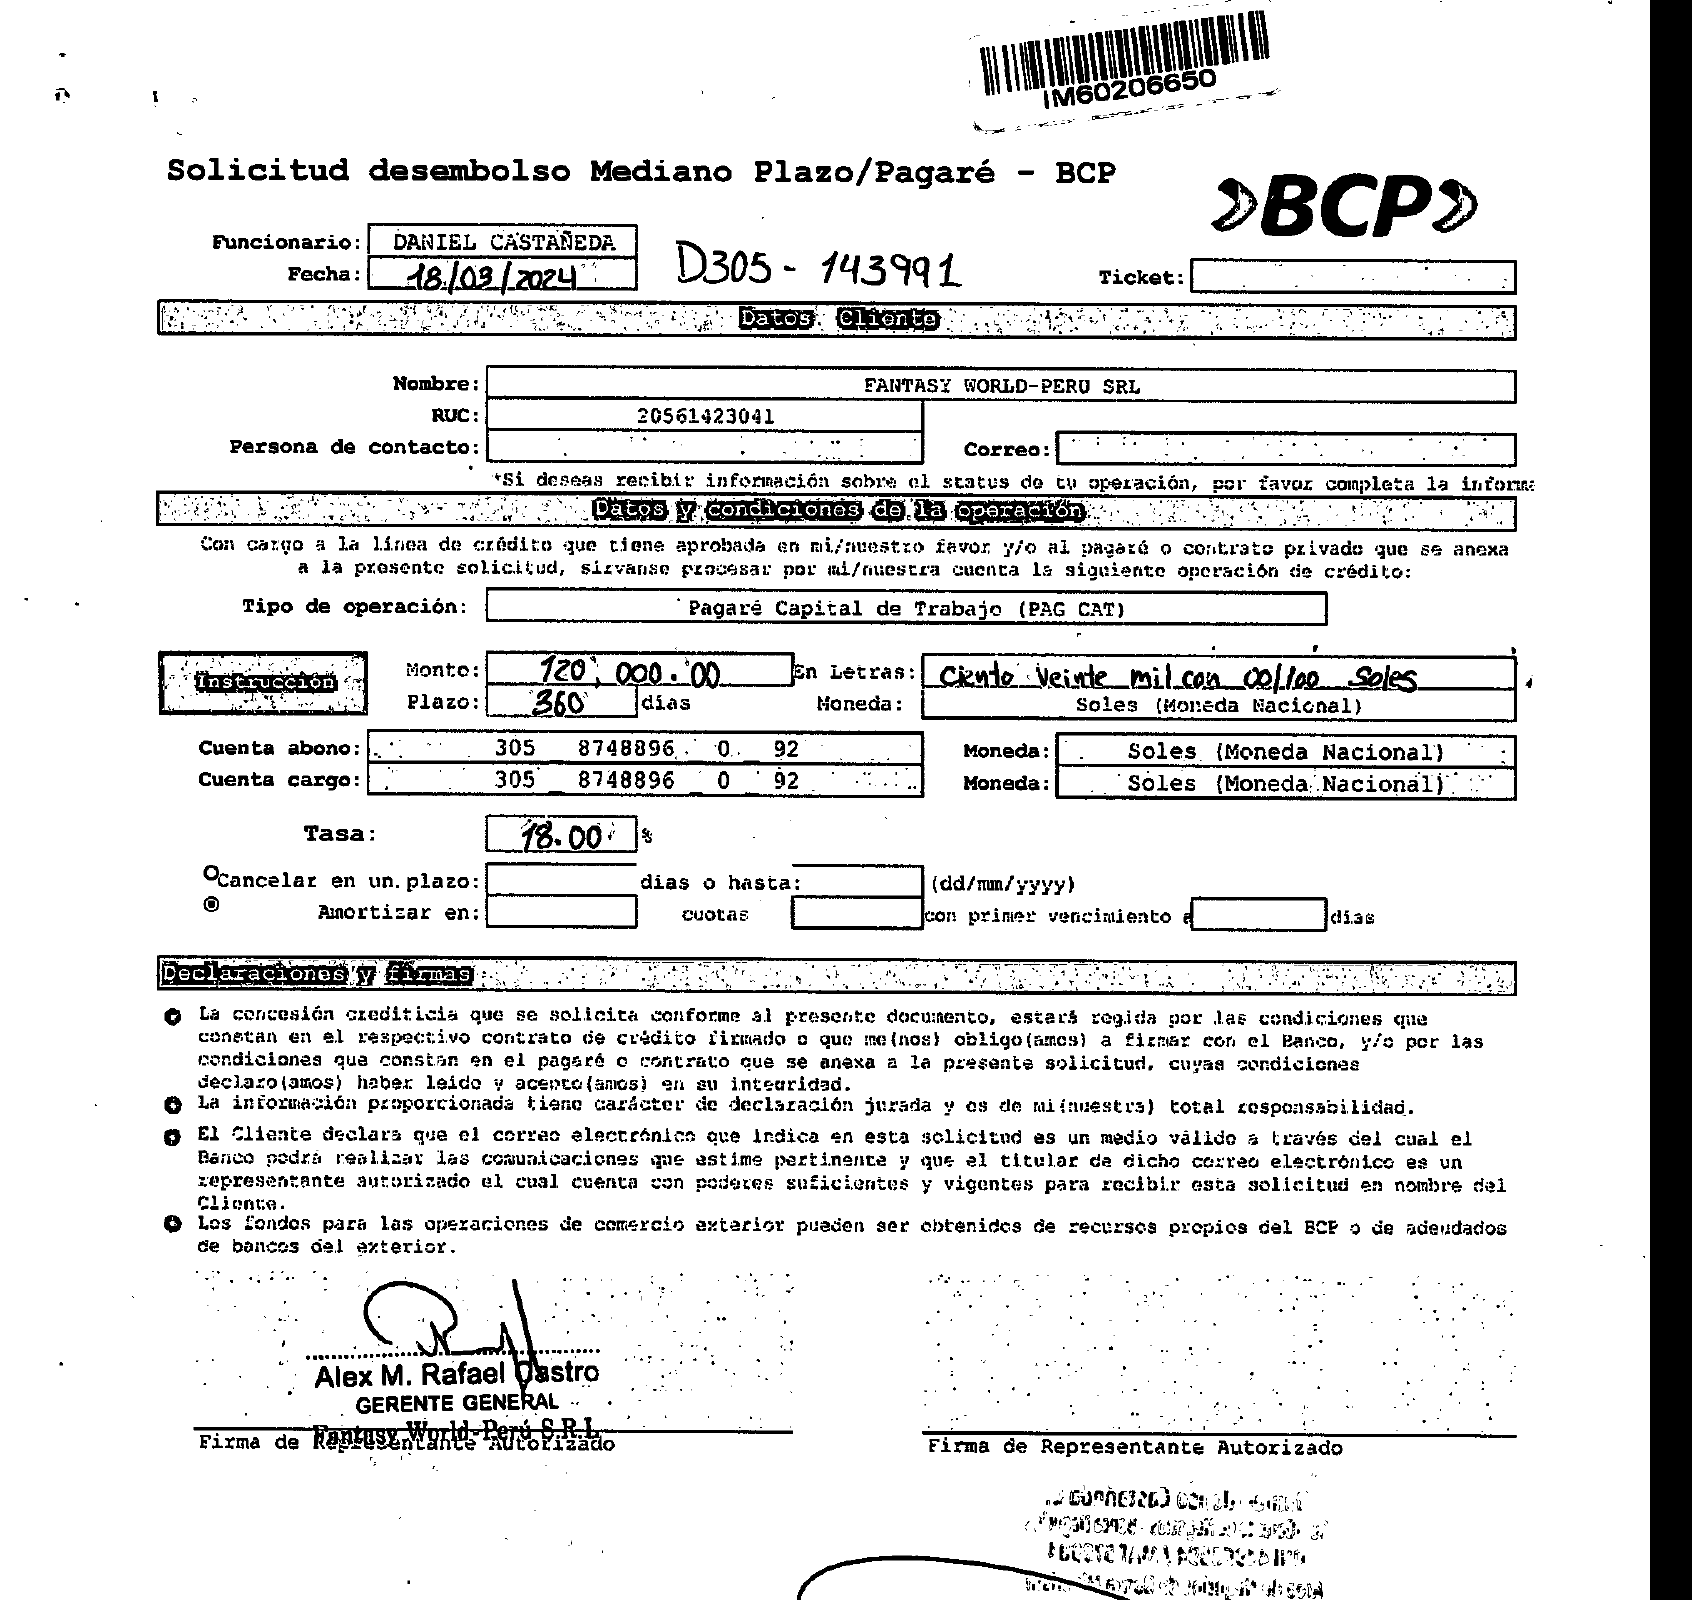 IM60206650
Solicitud desembolso Mediano Plazo/Pagaré - BCP
BCP
Funcionario: DANIEL CASTAÑEDA
Fecha: 18/03/2024
D305 - 143991
Ticket:
Datos Cliente
Nombre: FANTASY WORLD-PERU SRL
RUC: 20561423041
Persona de contacto: Correo:
*Si deseas recibir información sobre el status de tu operación, por favor completa la informa
Datos y condiciones de la operación
Con cargo a la línea de crédito que tiene aprobada en mi/nuestro favor y/o al pagaré o contrato privado que se anexa
a la presente solicitud, sírvanse procesar por mi/nuestra cuenta la siguiente operación de crédito:
Tipo de operación: Pagaré Capital de Trabajo (PAG CAT)
Instrucción
Monto: 120,000.00 En Letras: Ciento Veinte mil con 00/100 Soles
Plazo: 360 días Moneda: Soles (Moneda Nacional)
Cuenta abono: 305 8748896 0 92 Moneda: Soles (Moneda Nacional)
Cuenta cargo: 305 8748896 0 92 Moneda: Soles (Moneda Nacional)
Tasa: 18.00 %
Cancelar en un plazo: días o hasta: (dd/mm/yyyy)
Amortizar en: cuotas con primer vencimiento a días
Declaraciones y firmas
La concesión crediticia que se solicita conforme al presente documento, estará regida por las condiciones que
constan en el respectivo contrato de crédito firmado o que me(nos) obligo(amos) a firmar con el Banco, y/o por las
condiciones que constan en el pagaré o contrato que se anexa a la presente solicitud, cuyas condiciones
declaro(amos) haber leido y acepto(amos) en su integridad.
La información proporcionada tiene carácter de declaración jurada y es de mi(nuestra) total responsabilidad.
El Cliente declara que el correo electrónico que indica en esta solicitud es un medio válido a través del cual el
Banco podrá realizar las comunicaciones que estime pertinente y que el titular de dicho correo electrónico es un
representante autorizado el cual cuenta con poderes suficientes y vigentes para recibir esta solicitud en nombre del
Cliente.
Los fondos para las operaciones de comercio exterior pueden ser obtenidos de recursos propios del BCP o de adeudados
de bancos del exterior.
Alex M. Rafael Castro
GERENTE GENERAL
Fantasy World-Perú S.R.L
Firma de Representante Autorizado
Firma de Representante Autorizado